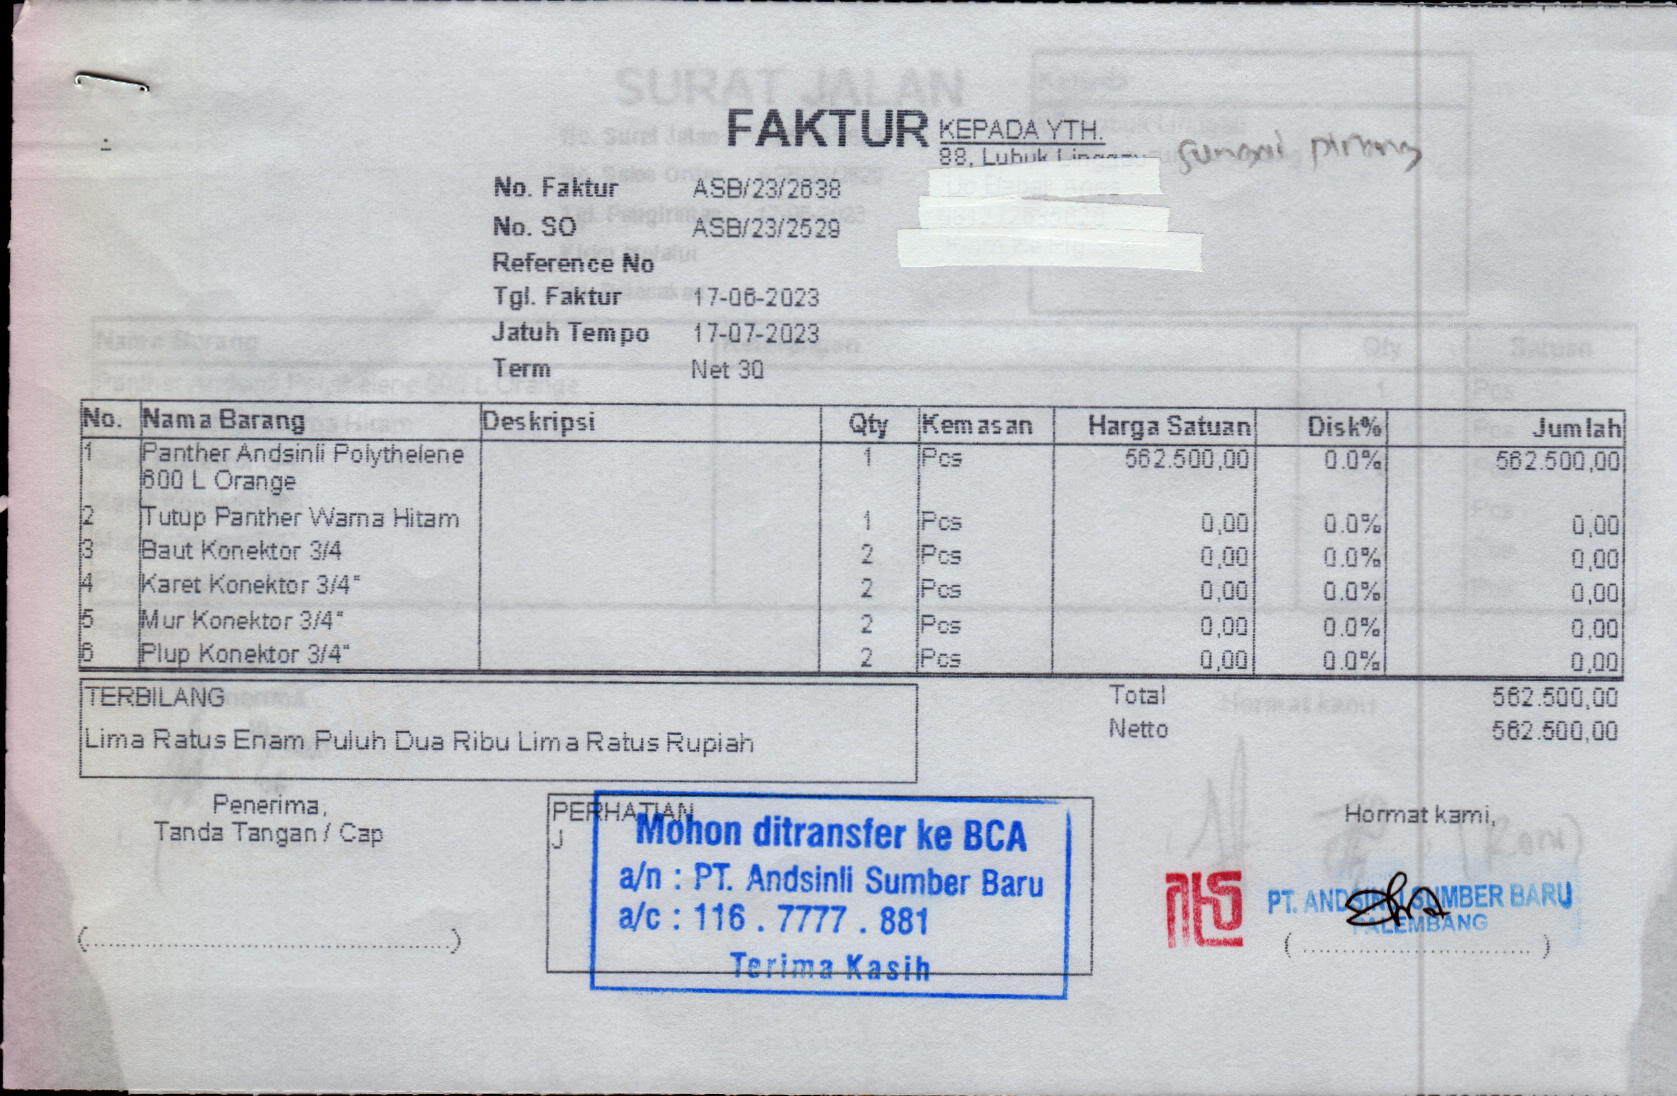 FAKTUR
KEPADA YTH.
88, Lubuk
No. Faktur ASB/23/2638
No. SO ASB/23/2529
Reference No
Tgl. Faktur 17-06-2023
Jatuh Tempo 17-07-2023
Term Net 30
No. Nama Barang Deskripsi Qty Kemasan Harga Satuan Disk% Jumlah
1 Panther Andsinli Polythelene 1 Pcs 562.500,00 0.0% 562.500,00
600 L Orange
2 Tutup Panther Warna Hitam 1 Pcs 0,00 0.0% 0,00
3 Baut Konektor 3/4 2 Pcs 0,00 0.0% 0,00
4 Karet Konektor 3/4" 2 Pcs 0,00 0.0% 0,00
5 Mur Konektor 3/4" 2 Pcs 0,00 0.0% 0,00
6 Plup Konektor 3/4" 2 Pcs 0,00 0.0% 0,00
TERBILANG
Lima Ratus Enam Puluh Dua Ribu Lima Ratus Rupiah
Total 562.500,00
Netto 562.500,00
Penerima,
Tanda Tangan / Cap
PERHATIAN
J
Mohon ditransfer ke BCA
a/n : PT. Andsinli Sumber Baru
a/c : 116 . 7777 . 881
Terima Kasih
Hormat kami,
PT. ANDSINLI SUMBER BARU
PALEMBANG